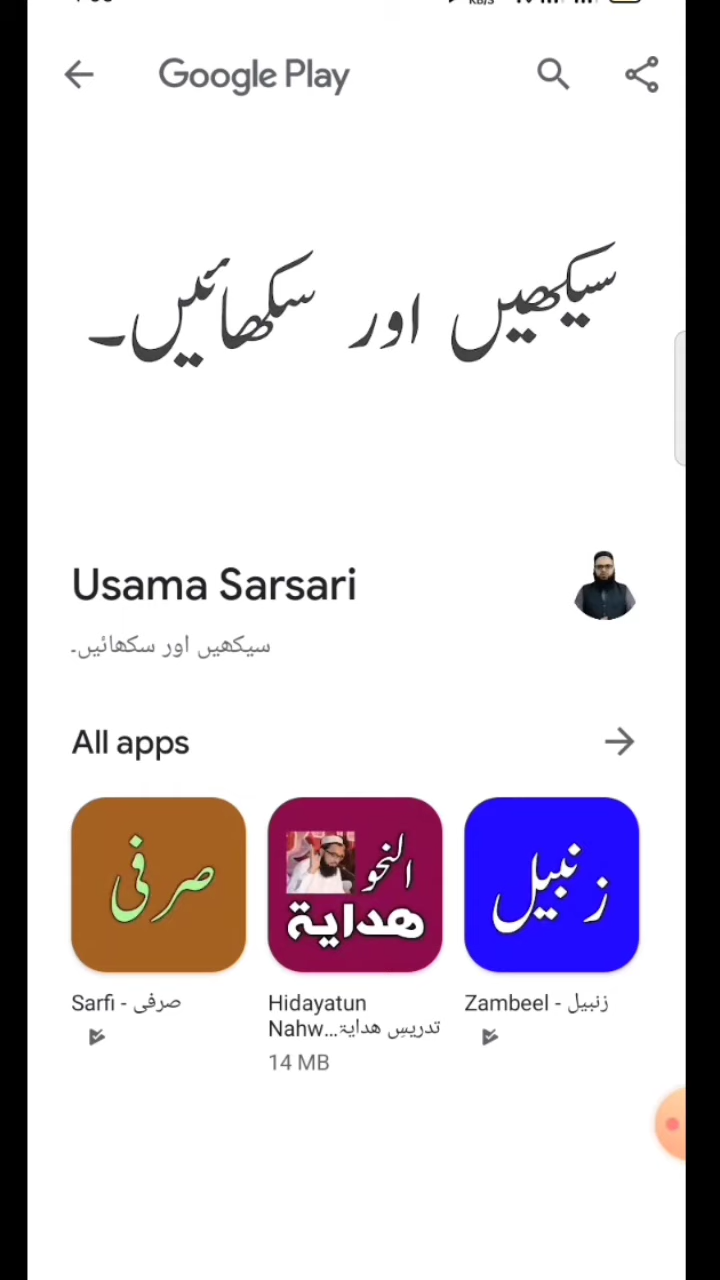 Google Play
سیکھیں اور سکھائیں۔
Usama Sarsari
سیکھیں اور سکھائیں۔
All apps
صرفی
النحو
هداية
زنبیل
Sarfi - صرفی
Hidayatun
Nahw...تدریسِ ھدایۃ
14 MB
Zambeel - زنبیل